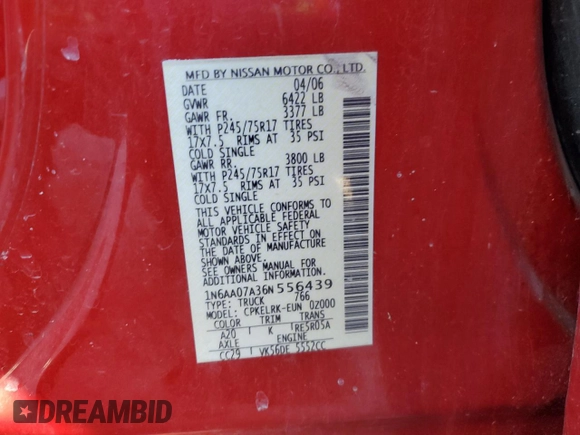 MFD BY NISSAN MOTOR CO., LTD.
DATE 04/06
GVWR 6422 LB
GAWR FR. 3377 LB
WITH P245/75R17 TIRES
17x7.5 RIMS AT 35 PSI
COLD SINGLE
GAWR RR. 3800 LB
WITH P245/75R17 TIRES
17x7.5 RIMS AT 35 PSI
COLD SINGLE
THIS VEHICLE CONFORMS TO
ALL APPLICABLE FEDERAL
MOTOR VEHICLE SAFETY
STANDARDS IN EFFECT ON
THE DATE OF MANUFACTURE
SHOWN ABOVE.
SEE OWNERS MANUAL FOR
ADDITIONAL INFORMATION.
1N6AA07A36N556439
TYPE: TRUCK 766
MODEL: CPKELRK-EUN 02000
COLOR TRIM TRANS
A20 K RE5R05A
AXLE ENGINE
CC29 VK56DE 5552CC
DREAMBID